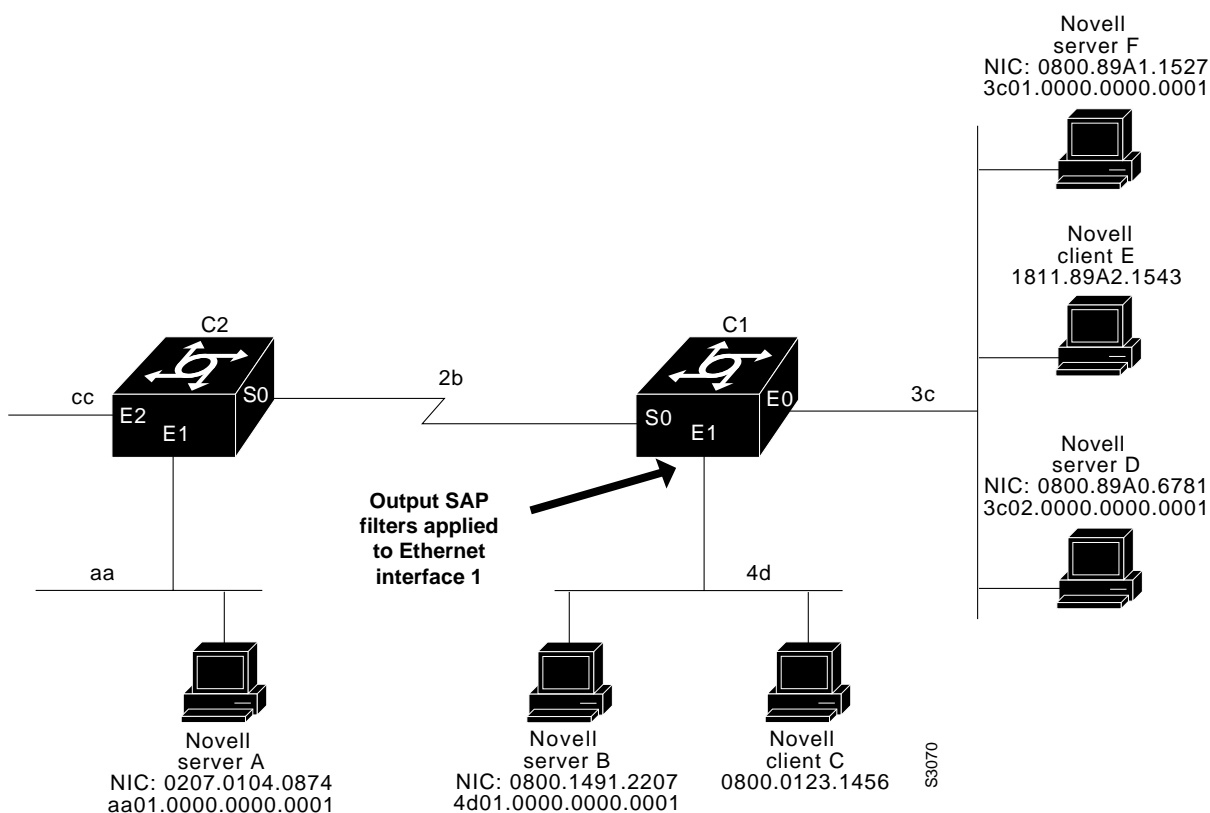 Novell
server F
NIC: 0800.89A1.1527
3c01.0000.0000.0001
Novell
client E
1811.89A2.1543
C2
C1
2b
3c
cc
E2
S0
E1
S0
E0
E1
Novell
server D
NIC: 0800.89A0.6781
3c02.0000.0000.0001
Output SAP
filters applied
to Ethernet
interface 1
aa
4d
Novell
server A
NIC: 0207.0104.0874
aa01.0000.0000.0001
Novell
server B
NIC: 0800.1491.2207
4d01.0000.0000.0001
Novell
client C
0800.0123.1456
S3070